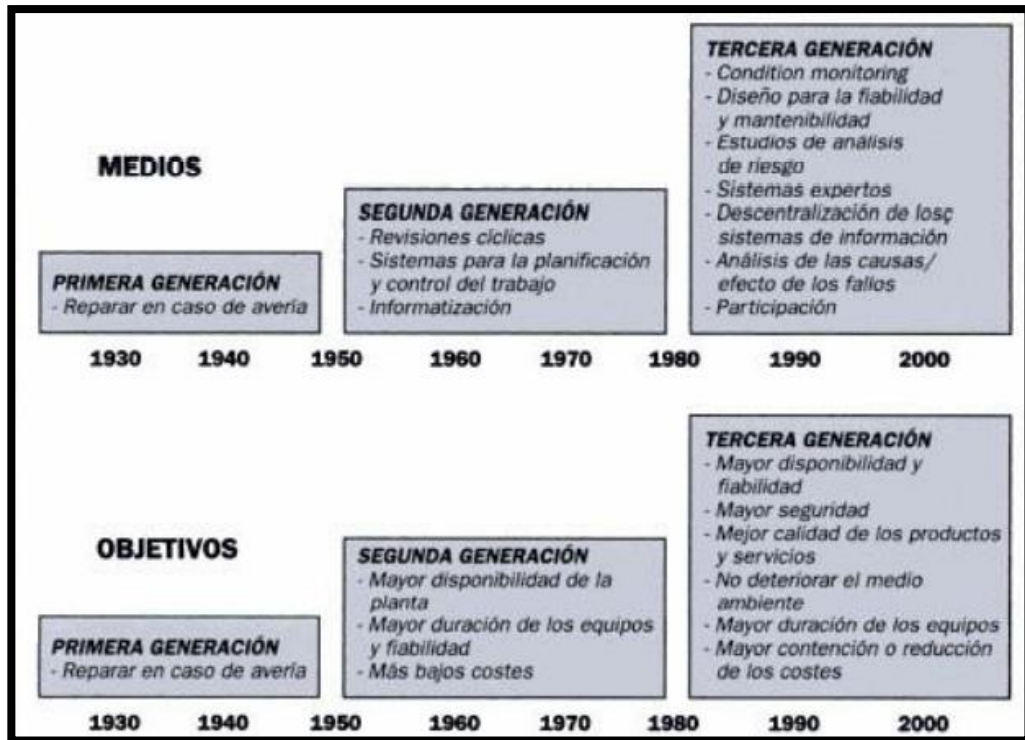 MEDIOS
PRIMERA GENERACIÓN
- Reparar en caso de avería
SEGUNDA GENERACIÓN
- Revisiones cíclicas
- Sistemas para la planificación
y control del trabajo
- Informatización
TERCERA GENERACIÓN
- Condition monitoring
- Diseño para la fiabilidad
y mantenibilidad
- Estudios de análisis
de riesgo
- Sistemas expertos
- Descentralización de losç
sistemas de información
- Análisis de las causas/
efecto de los fallos
- Participación
1930 1940 1950 1960 1970 1980 1990 2000
OBJETIVOS
PRIMERA GENERACIÓN
- Reparar en caso de avería
SEGUNDA GENERACIÓN
- Mayor disponibilidad de la
planta
- Mayor duración de los equipos
y fiabilidad
- Más bajos costes
TERCERA GENERACIÓN
- Mayor disponibilidad y
fiabilidad
- Mayor seguridad
- Mejor calidad de los productos
y servicios
- No deteriorar el medio
ambiente
- Mayor duración de los equipos
- Mayor contención o reducción
de los costes
1930 1940 1950 1960 1970 1980 1990 2000